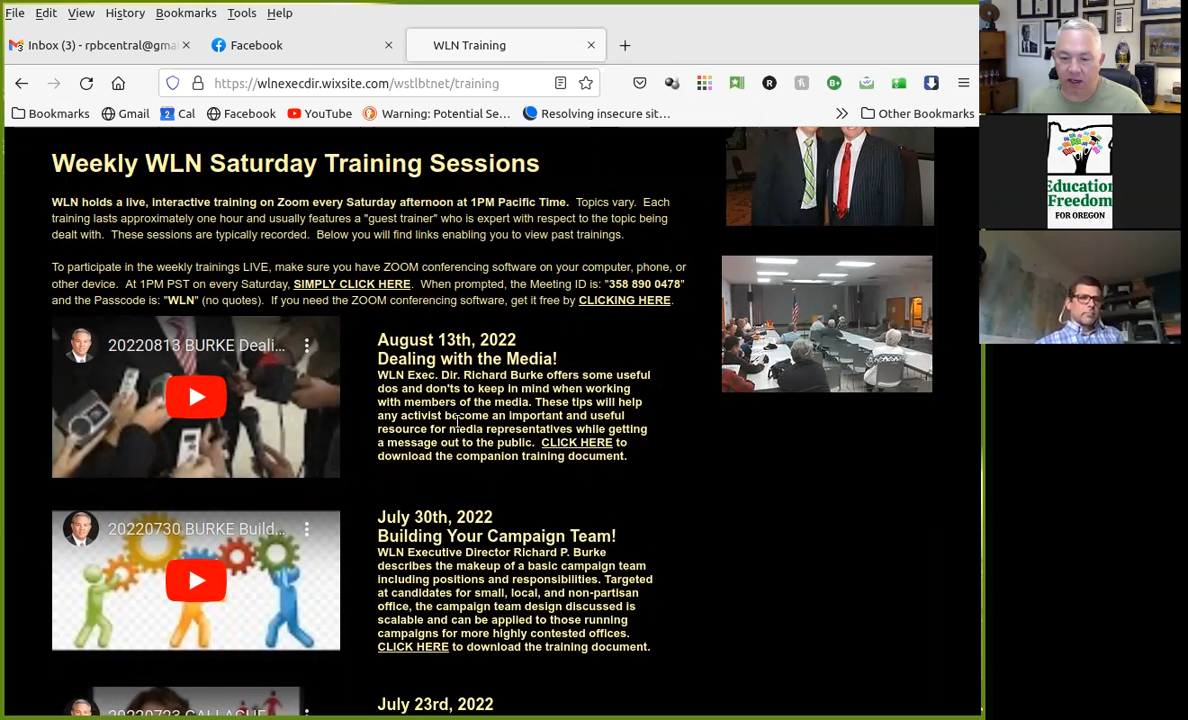 File Edit View History Bookmarks Tools Help
Inbox (3) - rpbcentral@gma
Facebook
WLN Training
https://wlnexecdir.wixsite.com/wstlbtnet/training
Bookmarks Gmail Cal Facebook YouTube Warning: Potential Se... Resolving insecure sit... Other Bookmarks
Weekly WLN Saturday Training Sessions
WLN holds a live, interactive training on Zoom every Saturday afternoon at 1PM Pacific Time. Topics vary. Each
training lasts approximately one hour and usually features a "guest trainer" who is expert with respect to the topic being
dealt with. These sessions are typically recorded. Below you will find links enabling you to view past trainings.
To participate in the weekly trainings LIVE, make sure you have ZOOM conferencing software on your computer, phone, or
other device. At 1PM PST on every Saturday, SIMPLY CLICK HERE. When prompted, the Meeting ID is: "358 890 0478"
and the Passcode is: "WLN" (no quotes). If you need the ZOOM conferencing software, get it free by CLICKING HERE.
20220813 BURKE Deali...
August 13th, 2022
Dealing with the Media!
WLN Exec. Dir. Richard Burke offers some useful
dos and don'ts to keep in mind when working
with members of the media. These tips will help
any activist become an important and useful
resource for media representatives while getting
a message out to the public. CLICK HERE to
download the companion training document.
20220730 BURKE Build...
July 30th, 2022
Building Your Campaign Team!
WLN Executive Director Richard P. Burke
describes the makeup of a basic campaign team
including positions and responsibilities. Targeted
at candidates for small, local, and non-partisan
office, the campaign team design discussed is
scalable and can be applied to those running
campaigns for more highly contested offices.
CLICK HERE to download the training document.
20220723 GALLAGHE
July 23rd, 2022
Education
Freedom
FOR OREGON